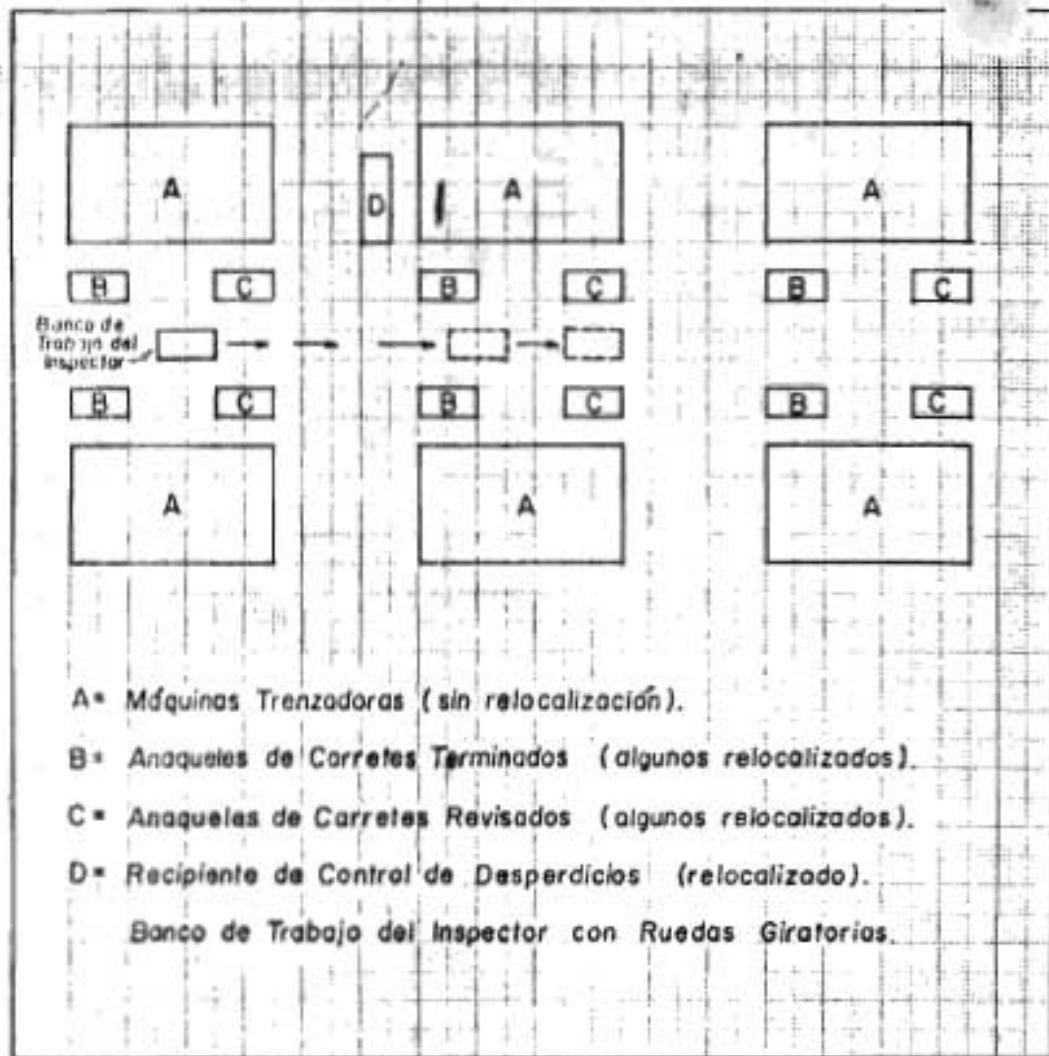 A
D
A
A
B
C
B
C
B
C
Banco de
Trabajo del
Inspector
B
C
B
C
B
C
A
A
A
A= Máquinas Trenzadoras (sin relocalización).
B= Anaqueles de Carretes Terminados (algunos relocalizados).
C= Anaqueles de Carretes Revisados (algunos relocalizados).
D= Recipiente de Control de Desperdicios (relocalizado).
Banco de Trabajo del Inspector con Ruedas Giratorias.